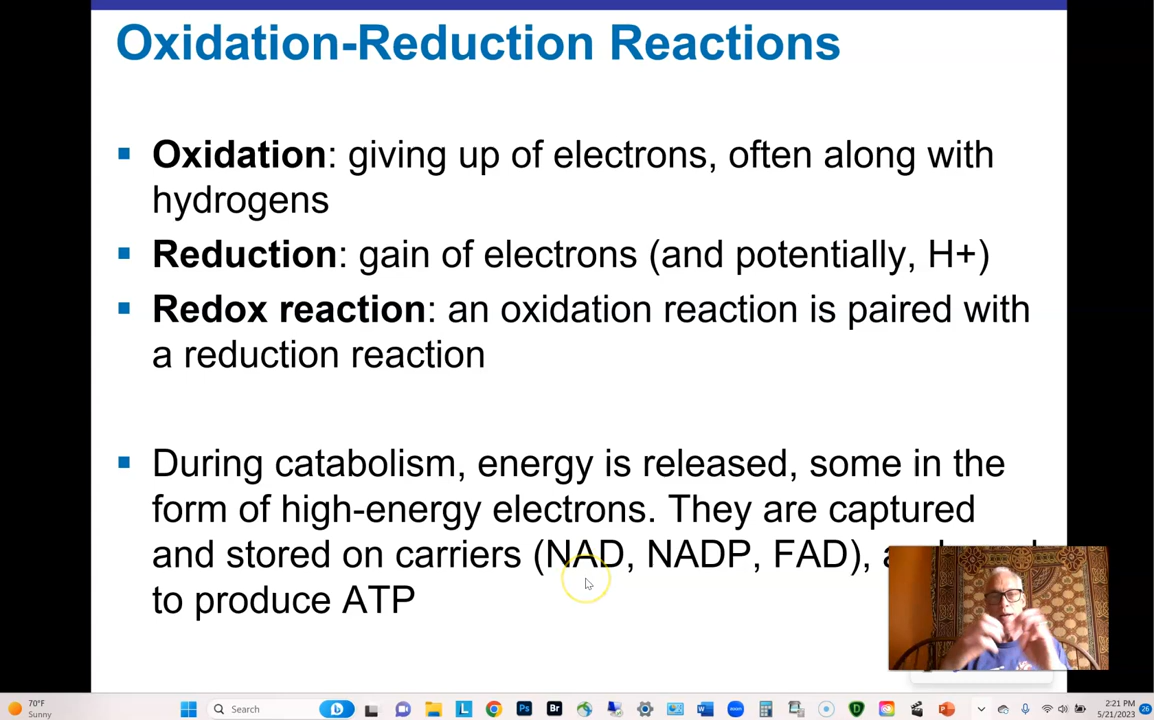 Oxidation-Reduction Reactions
▪ Oxidation: giving up of electrons, often along with
hydrogens
▪ Reduction: gain of electrons (and potentially, H+)
▪ Redox reaction: an oxidation reaction is paired with
a reduction reaction
▪ During catabolism, energy is released, some in the
form of high-energy electrons. They are captured
and stored on carriers (NAD, NADP, FAD),
to produce ATP
70°F
Sunny
Search
2:21 PM
5/21/2023
26